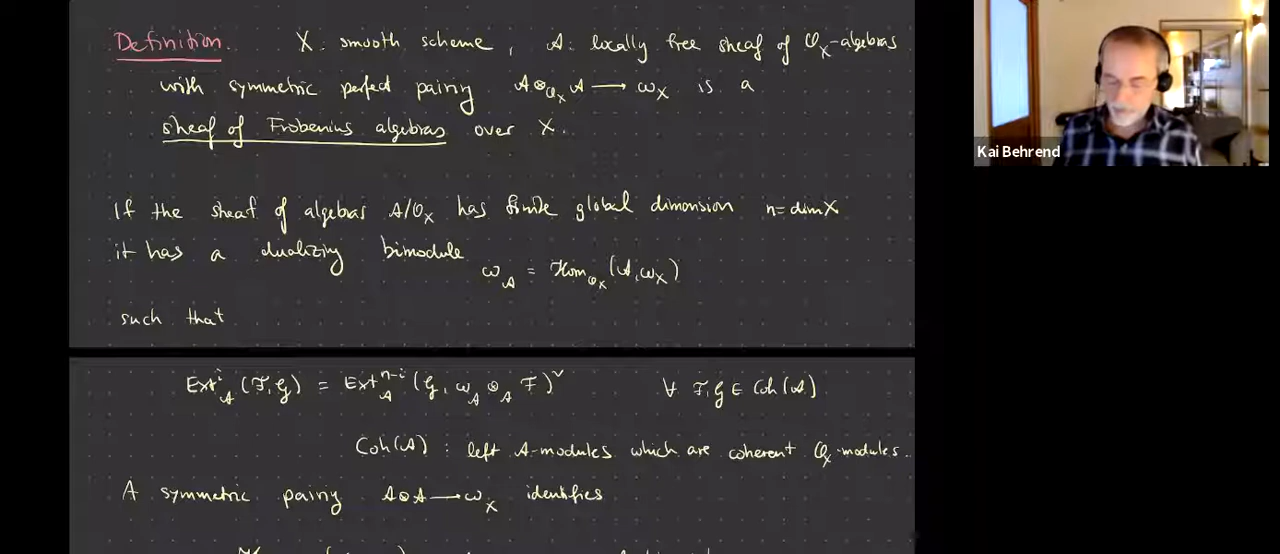 Definition. X: smooth scheme, A: locally free sheaf of O_X-algebras
with symmetric perfect pairing A⊗_{O_X} A ⟶ ω_X is a
sheaf of Frobenius algebras over X.
If the sheaf of algebras A/O_X has finite global dimension n=dimX
it has a dualizing bimodule
ω_A = Hom_{O_X}(A, ω_X)
such that
Ext^i_A(F,G) = Ext^{n-i}_A(G, ω_A ⊗_A F)^∨ ∀ F,G ∈ Coh(A)
Coh(A) : left A-modules which are coherent O_X-modules.
A symmetric pairing A⊗A ⟶ ω_X identifies
Kai Behrend